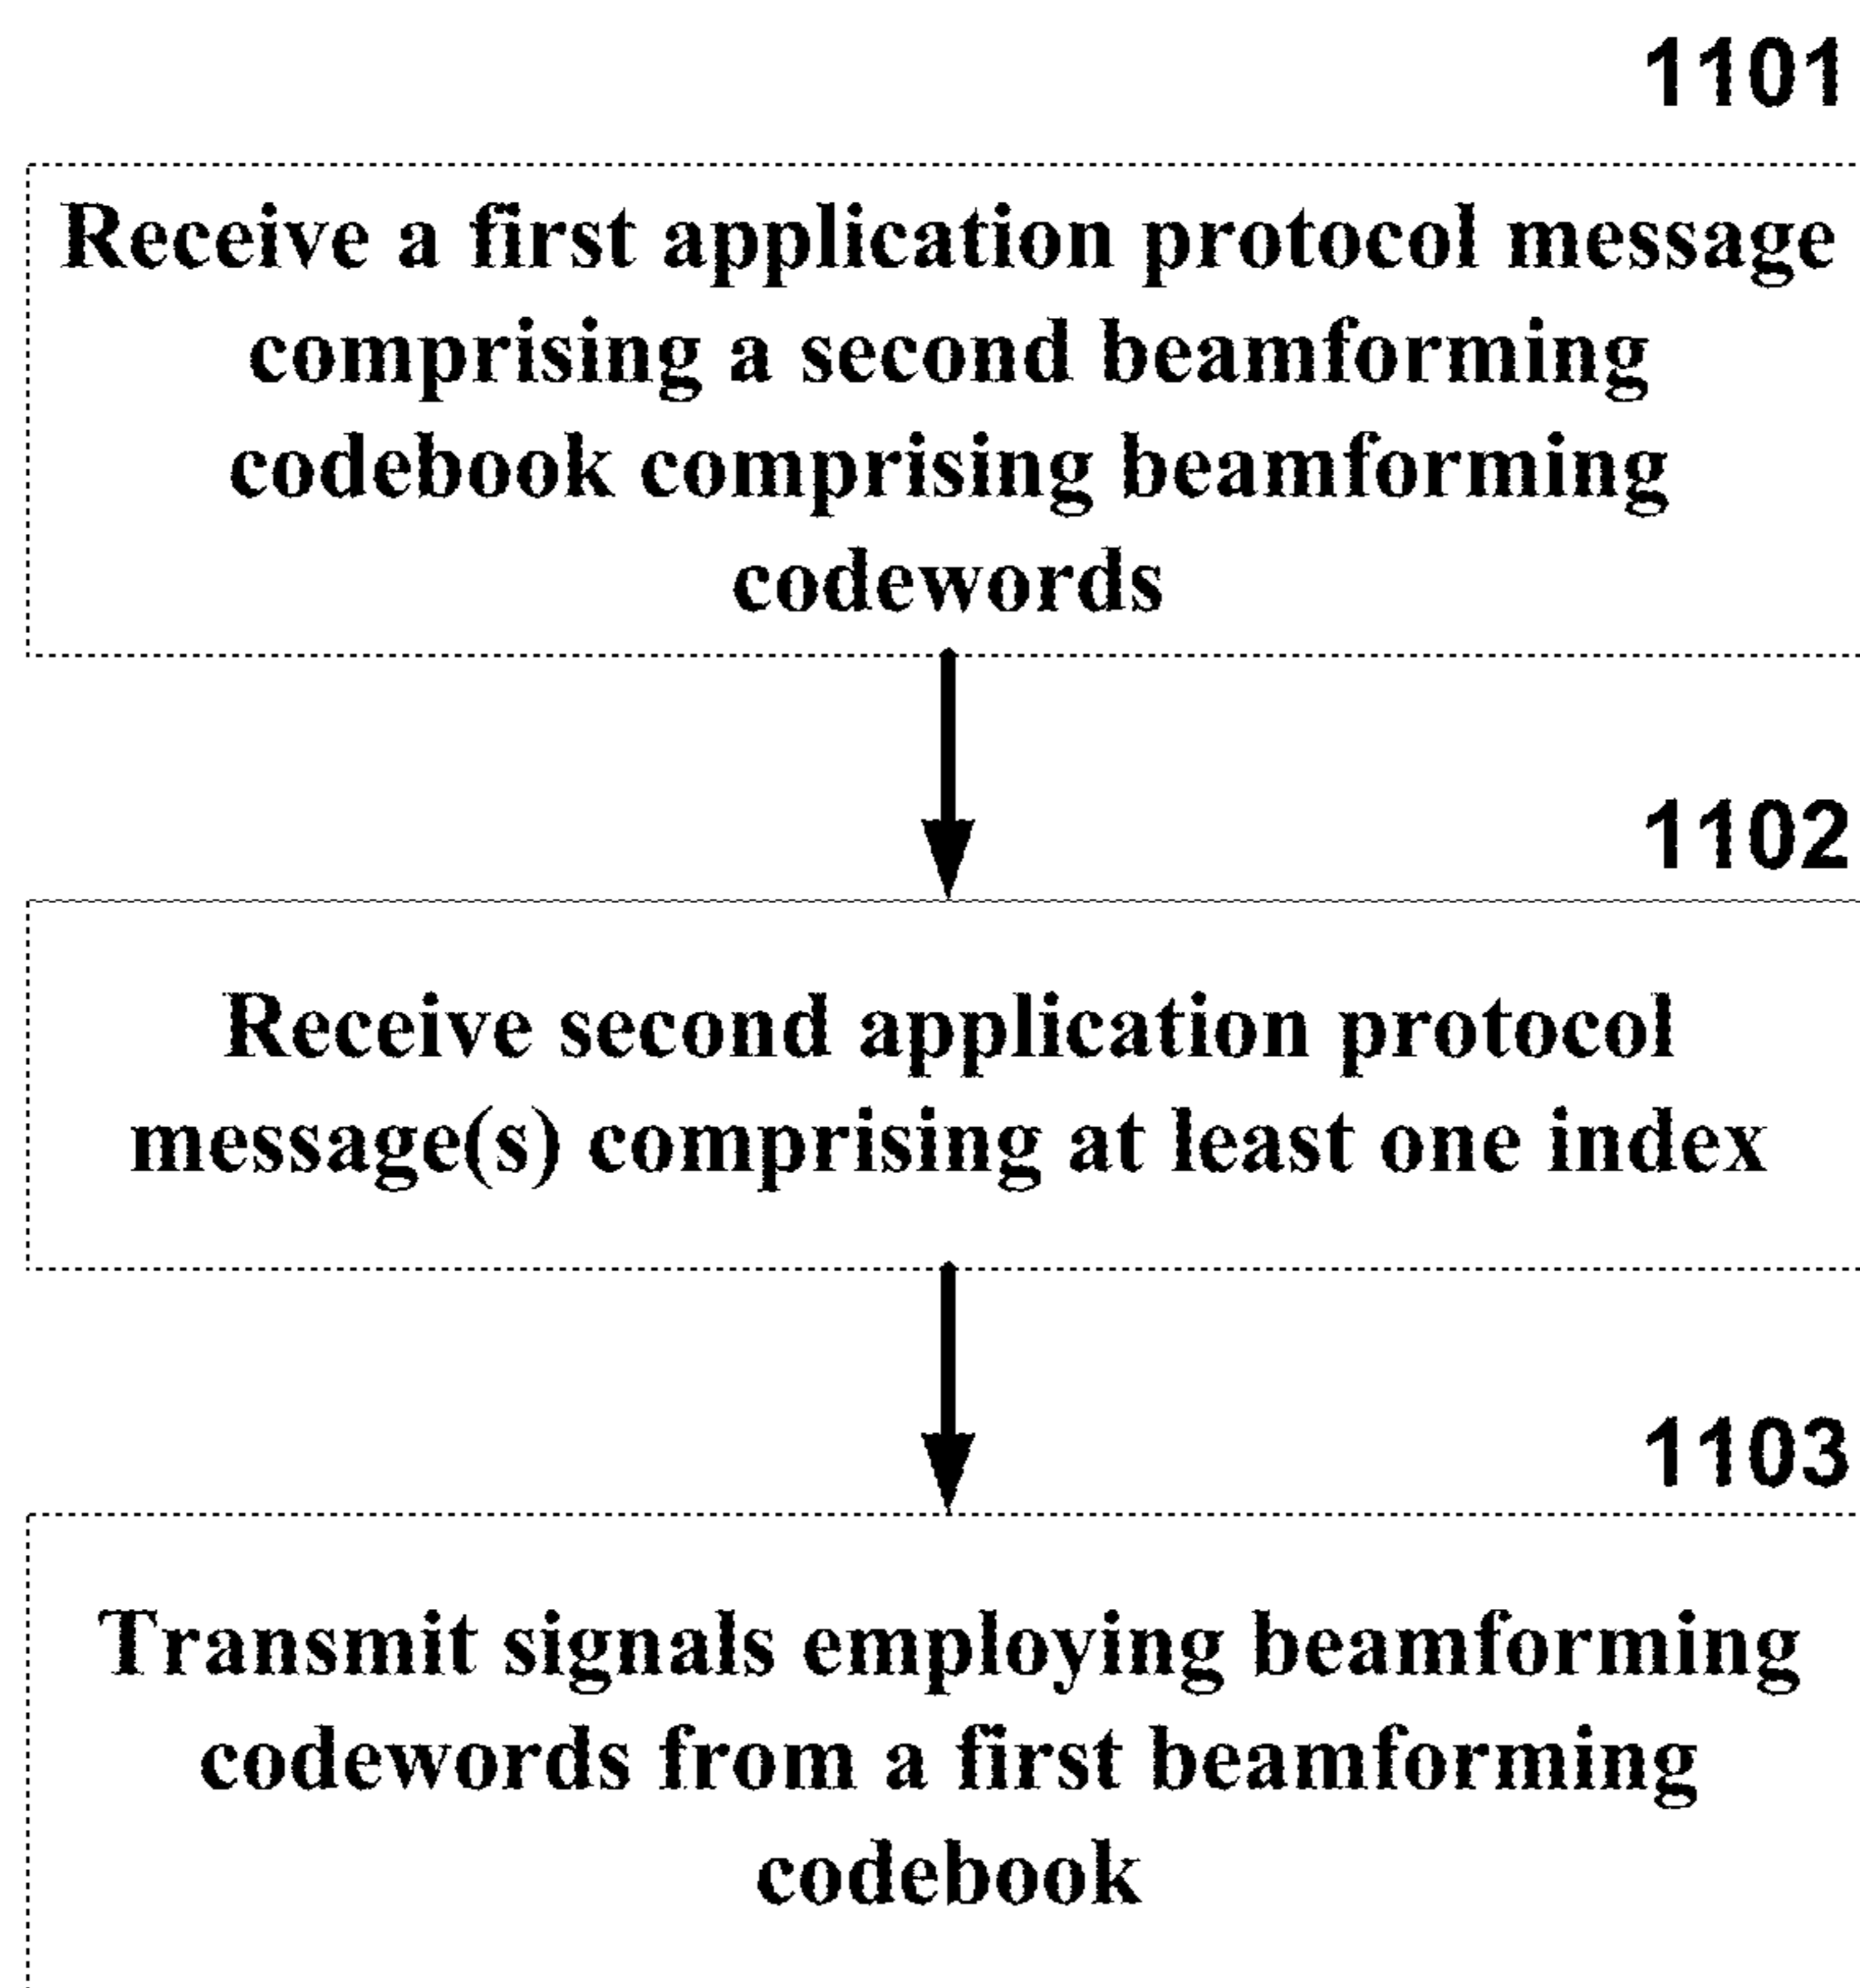 1101
Receive a first application protocol message
comprising a second beamforming
codebook comprising beamforming
codewords
1102
Receive second application protocol
message(s) comprising at least one index
1103
Transmit signals employing beamforming
codewords from a first beamforming
codebook